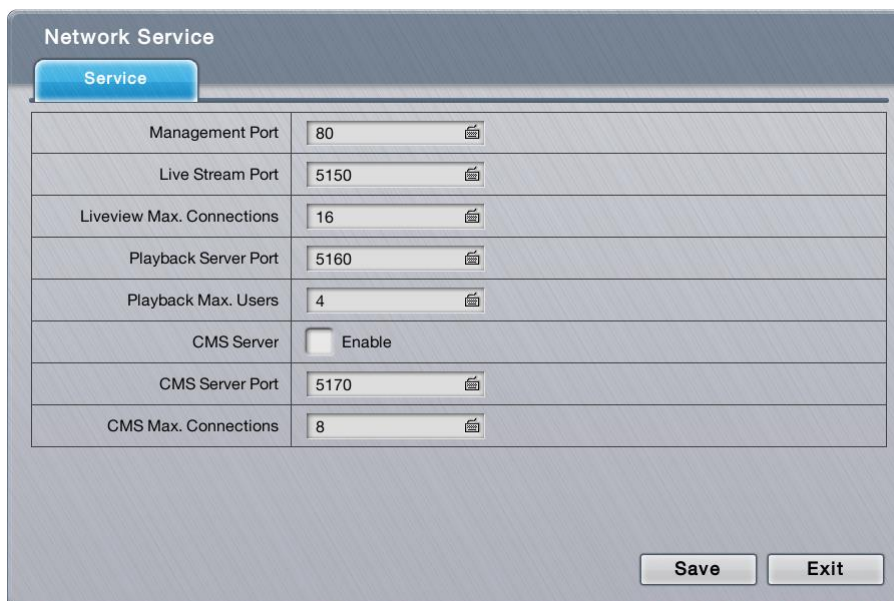 Network Service
Service
Management Port 80
Live Stream Port 5150
Liveview Max. Connections 16
Playback Server Port 5160
Playback Max. Users 4
CMS Server Enable
CMS Server Port 5170
CMS Max. Connections 8
Save Exit